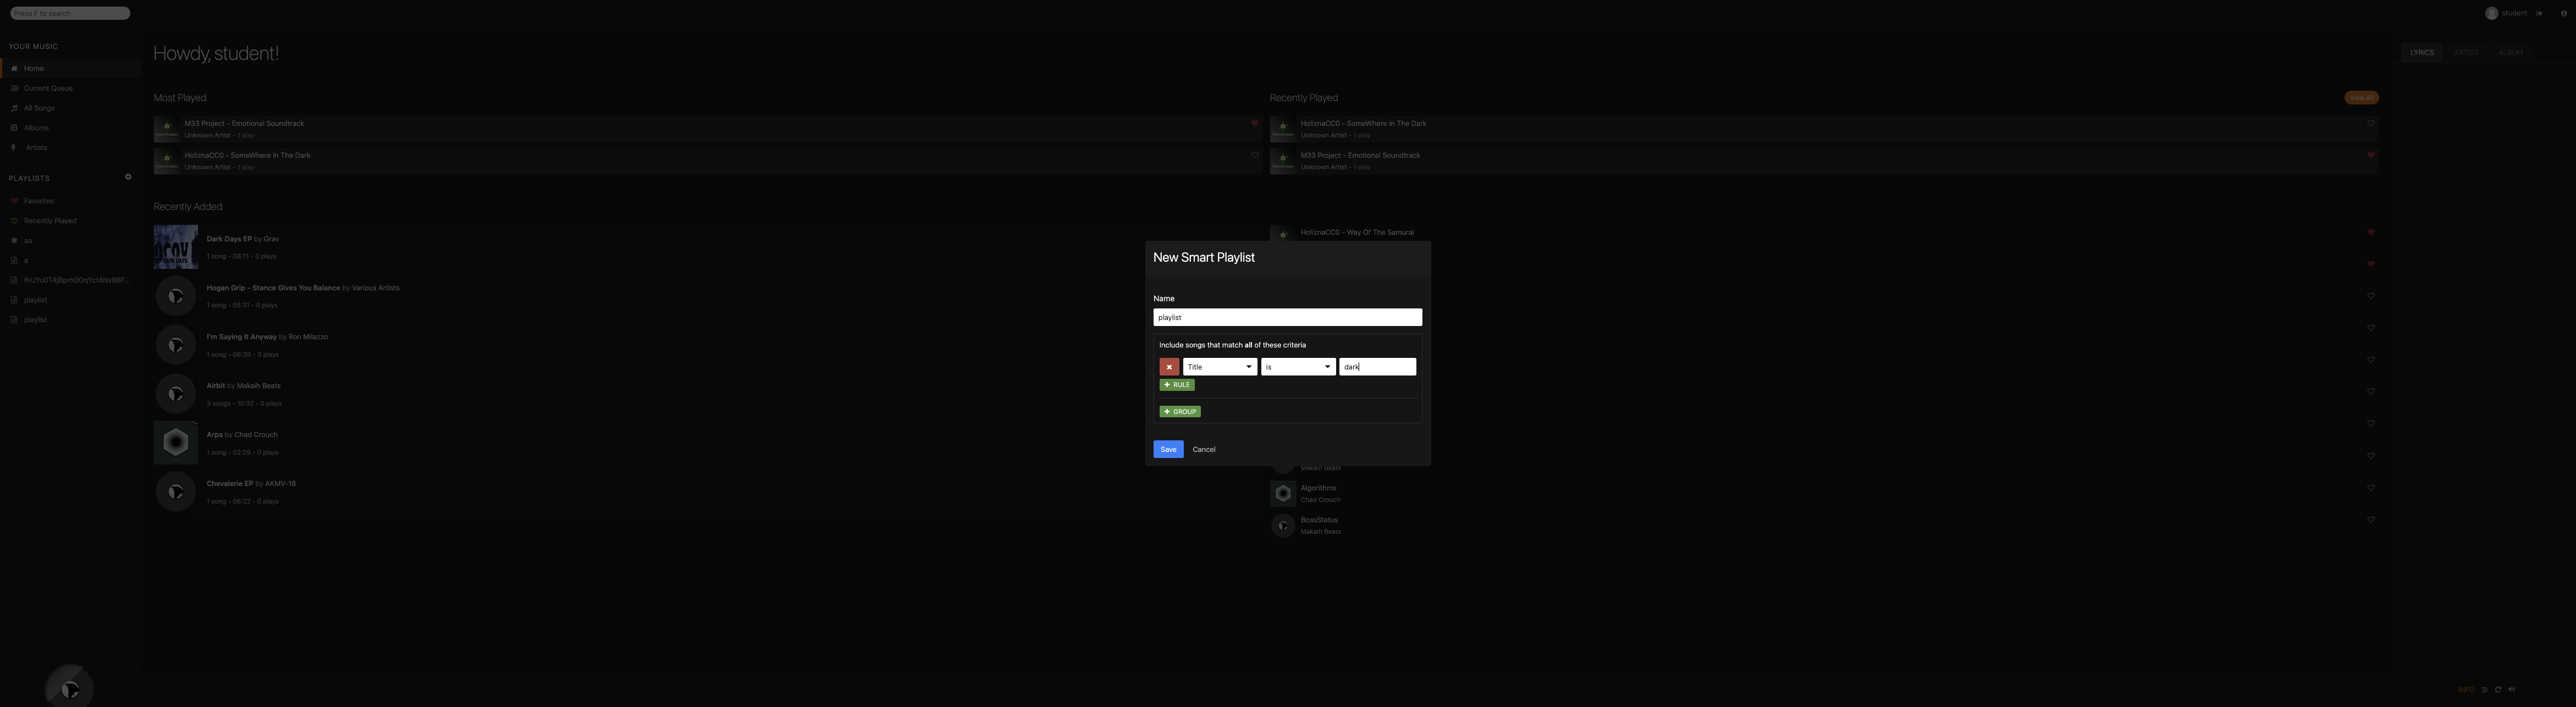 Press F to search
student
YOUR MUSIC
Home
Current Queue
All Songs
Albums
Artists
PLAYLISTS
Favorites
Recently Played
aa
a
playlist
playlist
Howdy, student!
Most Played
M33 Project - Emotional Soundtrack
Unknown Artist - 1 play
HoliznaCC0 - SomeWhere In The Dark
Unknown Artist - 1 play
Recently Played
View All
HoliznaCC0 - SomeWhere In The Dark
Unknown Artist - 1 play
M33 Project - Emotional Soundtrack
Unknown Artist - 1 play
Recently Added
Dark Days EP by Grav
1 song • 06:11 • 0 plays
Hogan Grip - Stance Gives You Balance by Various Artists
1 song • 05:31 • 0 plays
I'm Saying It Anyway by Ron Milazzo
1 song • 06:39 • 0 plays
Airbit by Makaih Beats
3 songs • 10:32 • 0 plays
Arps by Chad Crouch
1 song • 02:29 • 0 plays
Chevalerie EP by AKMV-18
1 song • 06:22 • 0 plays
HoliznaCC0 - Way Of The Samurai
Makaih Beats
Algorithms
Chad Crouch
BossStatus
Makaih Beats
New Smart Playlist
Name
playlist
Include songs that match all of these criteria
Title is dark
+ RULE
+ GROUP
Save Cancel
LYRICS ARTIST ALBUM
INFO